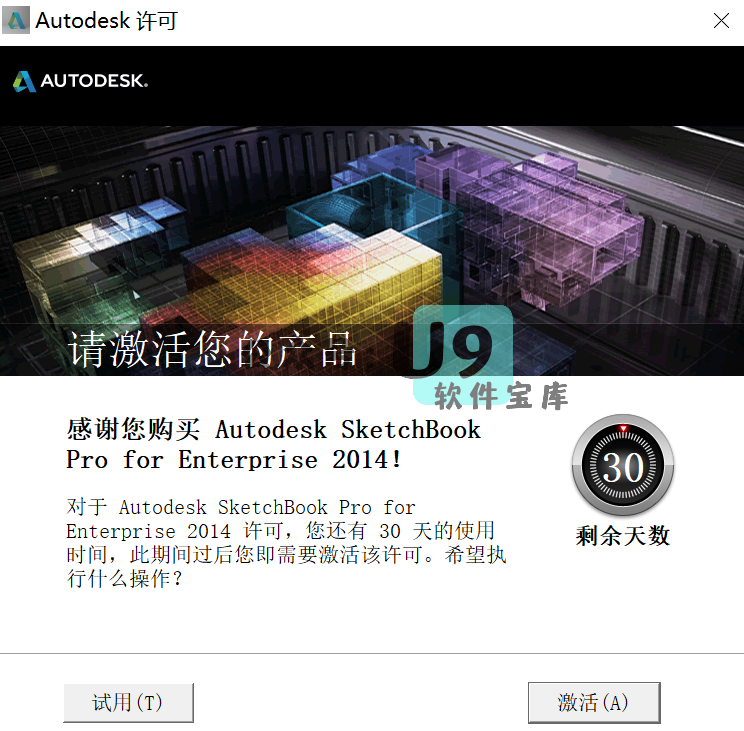 Autodesk 许可
AUTODESK.
请激活您的产品
J9
软件宝库
感谢您购买 Autodesk SketchBook
Pro for Enterprise 2014!
30
剩余天数
对于 Autodesk SketchBook Pro for
Enterprise 2014 许可，您还有 30 天的使用
时间，此期间过后您即需要激活该许可。希望执
行什么操作？
试用(T)
激活(A)